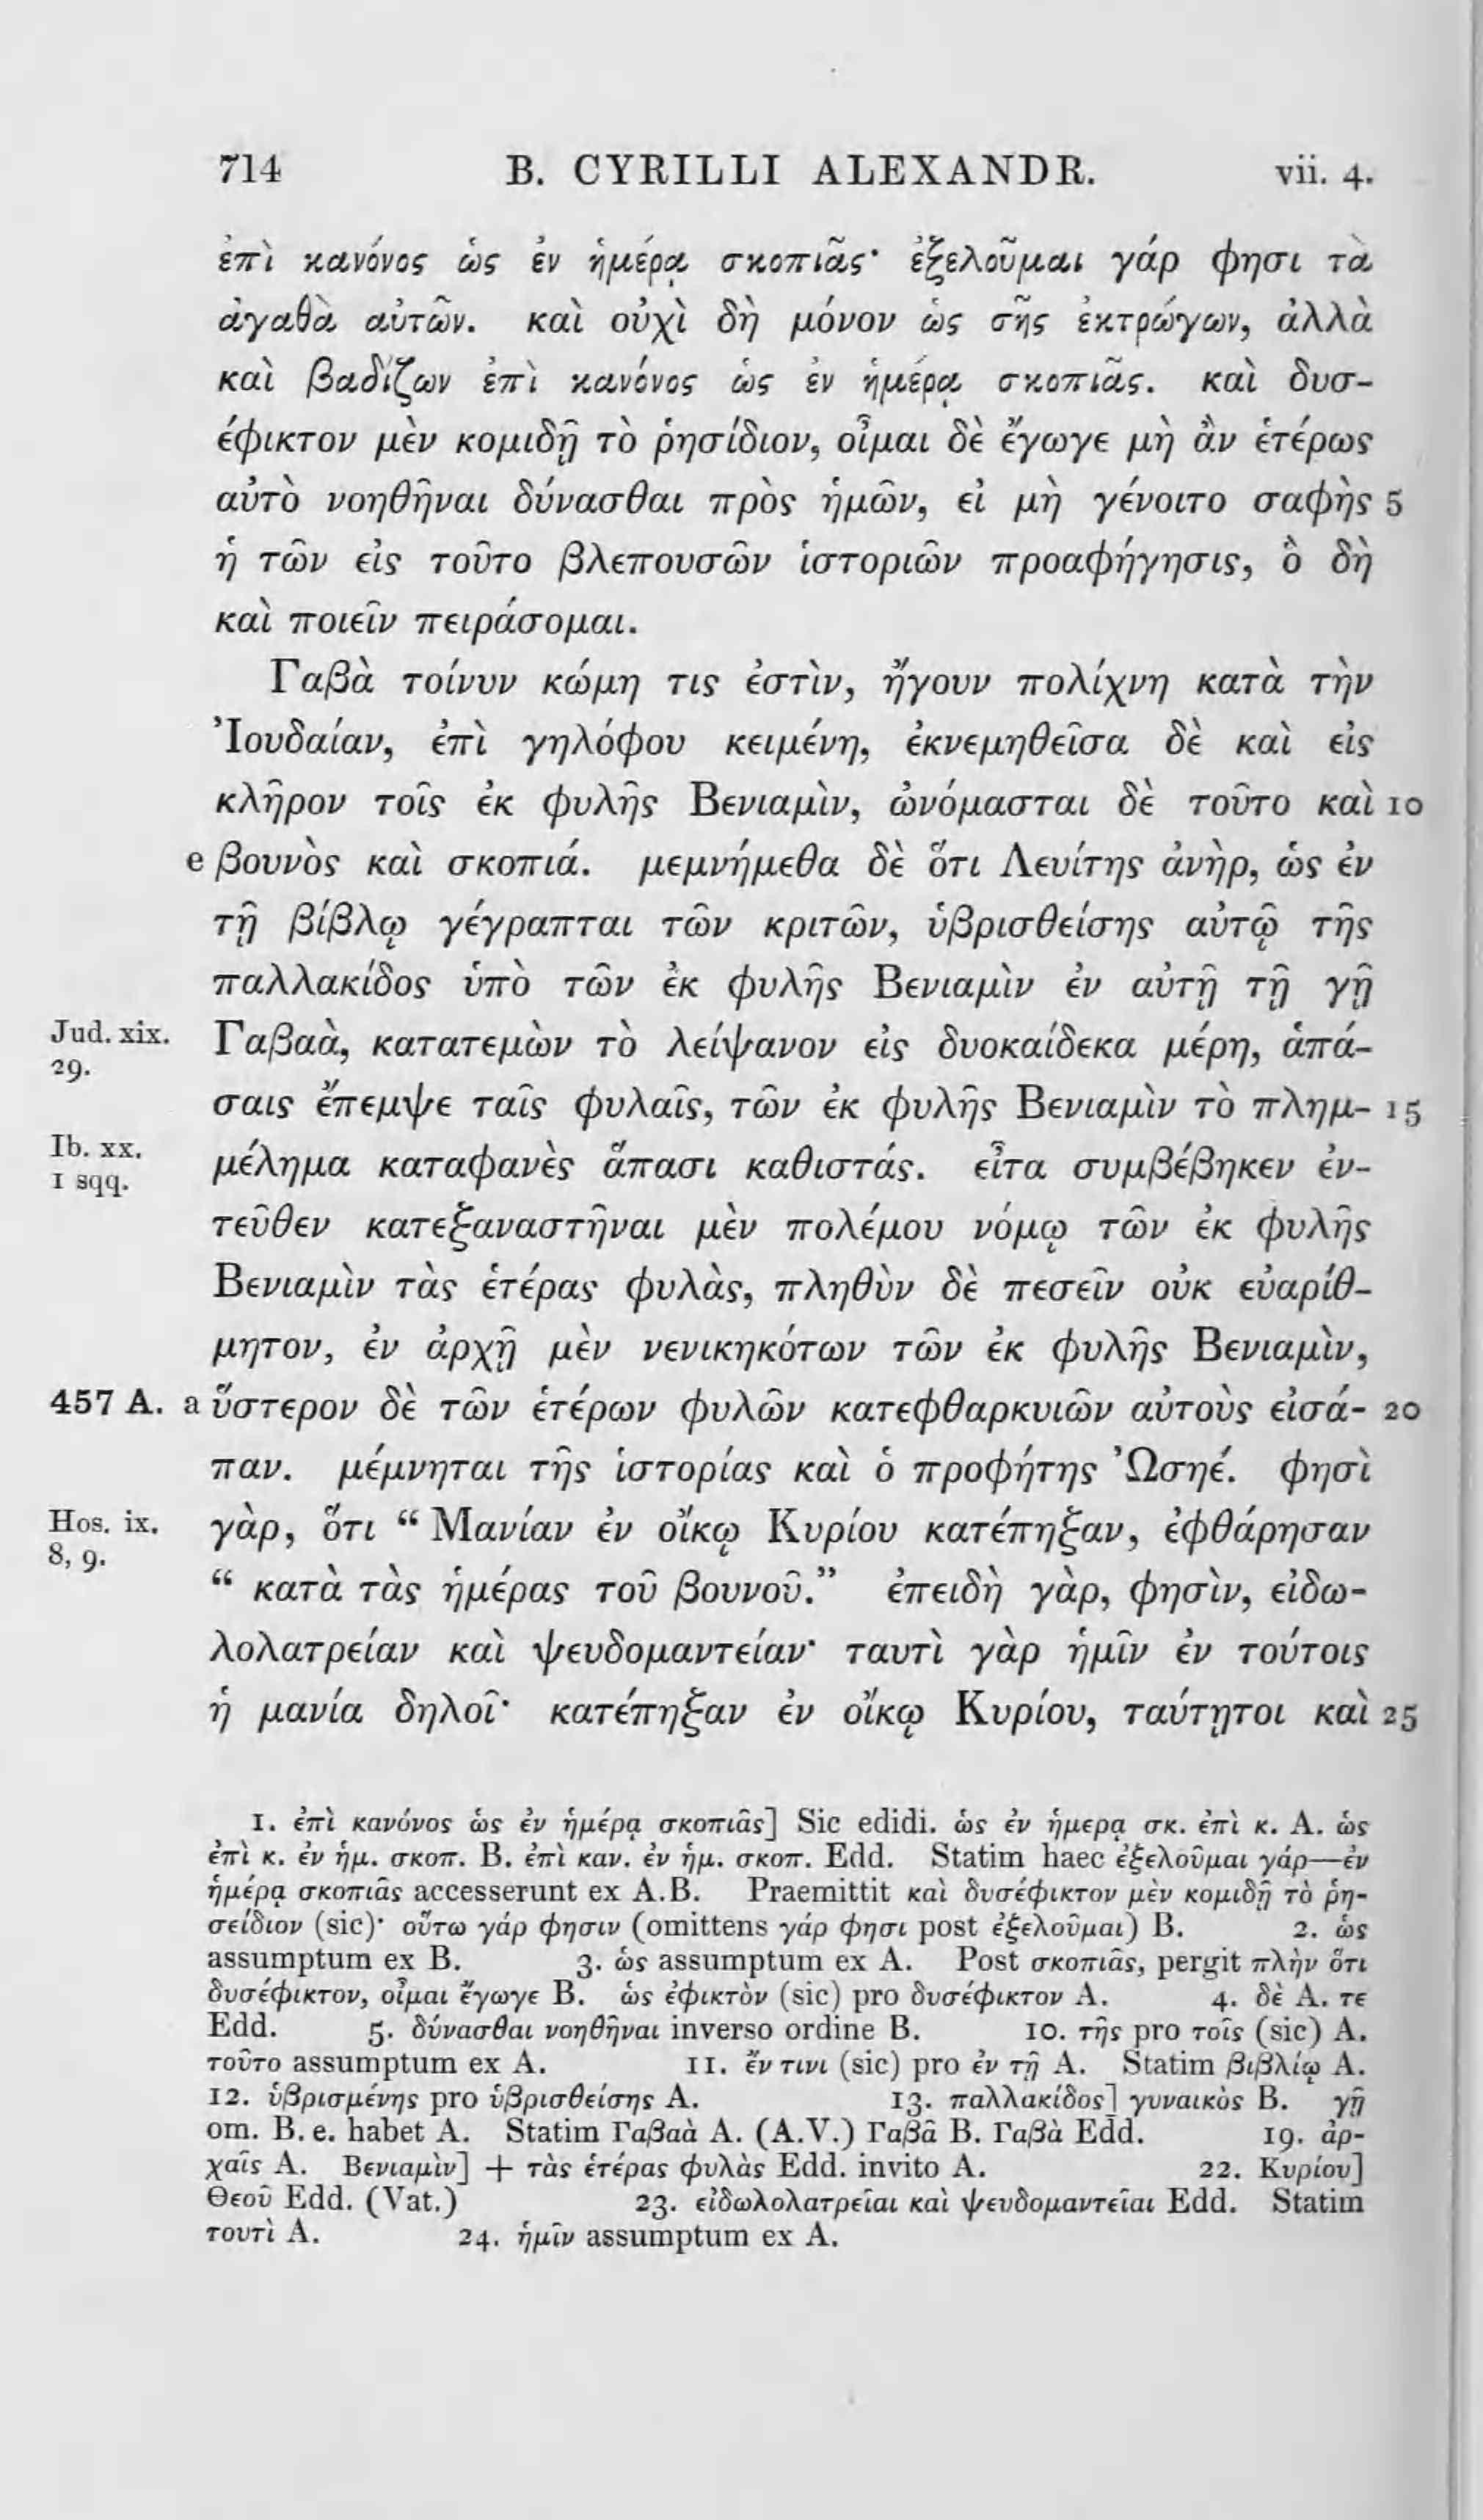 714 B. CYRILLI ALEXANDR. vii. 4.
ἐπὶ κανόνος ὡς ἐν ἡμέρᾳ σκοπιᾶς· ἐξελοῦμαι γάρ φησι τὰ
ἀγαθὰ αὐτῶν. καὶ οὐχὶ δὴ μόνον ὡς σῆς ἐκτρώγων, ἀλλὰ
καὶ βαδίζων ἐπὶ κανόνος ὡς ἐν ἡμέρᾳ σκοπιᾶς. καὶ δυσ-
έφικτον μὲν κομιδῇ τὸ ῥησίδιον, οἶμαι δὲ ἔγωγε μὴ ἂν ἑτέρως
αὐτὸ νοηθῆναι δύνασθαι πρὸς ἡμῶν, εἰ μὴ γένοιτο σαφὴς 5
ἡ τῶν εἰς τοῦτο βλεπουσῶν ἱστοριῶν προαφήγησις, ὃ δὴ
καὶ ποιεῖν πειράσομαι.
Γαβὰ τοίνυν κώμη τις ἐστὶν, ἤγουν πολίχνη κατὰ τὴν
Ἰουδαίαν, ἐπὶ γηλόφου κειμένη, ἐκνεμηθεῖσα δὲ καὶ εἰς
κλῆρον τοῖς ἐκ φυλῆς Βενιαμὶν, ὠνόμασται δὲ τοῦτο καὶ 10
e βουνὸς καὶ σκοπιά. μεμνήμεθα δὲ ὅτι Λευίτης ἀνὴρ, ὡς ἐν
τῇ βίβλῳ γέγραπται τῶν κριτῶν, ὑβρισθείσης αὐτῷ τῆς
παλλακίδος ὑπὸ τῶν ἐκ φυλῆς Βενιαμὶν ἐν αὐτῇ τῇ γῇ
Jud. xix. Γαβαὰ, κατατεμὼν τὸ λείψανον εἰς δυοκαίδεκα μέρη, ἁπά-
29.
σαις ἔπεμψε ταῖς φυλαῖς, τῶν ἐκ φυλῆς Βενιαμὶν τὸ πλημ- 15
Ib. xx. μέλημα καταφανὲς ἅπασι καθιστάς. εἶτα συμβέβηκεν ἐν-
1 sqq.
τεῦθεν κατεξαναστῆναι μὲν πολέμου νόμῳ τῶν ἐκ φυλῆς
Βενιαμὶν τὰς ἑτέρας φυλὰς, πληθὺν δὲ πεσεῖν οὐκ εὐαρίθ-
μητον, ἐν ἀρχῇ μὲν νενικηκότων τῶν ἐκ φυλῆς Βενιαμὶν,
457 A. a ὕστερον δὲ τῶν ἑτέρων φυλῶν κατεφθαρκυιῶν αὐτοὺς εἰσά- 20
παν. μέμνηται τῆς ἱστορίας καὶ ὁ προφήτης Ὡσηέ. φησὶ
Hos. ix. γὰρ, ὅτι “ Μανίαν ἐν οἴκῳ Κυρίου κατέπηξαν, ἐφθάρησαν
8, 9.
“ κατὰ τὰς ἡμέρας τοῦ βουνοῦ.” ἐπειδὴ γὰρ, φησὶν, εἰδω-
λολατρείαν καὶ ψευδομαντείαν· ταυτὶ γὰρ ἡμῖν ἐν τούτοις
ἡ μανία δηλοῖ· κατέπηξαν ἐν οἴκῳ Κυρίου, ταύτῃτοι καὶ 25
1. ἐπὶ κανόνος ὡς ἐν ἡμέρᾳ σκοπιᾶς] Sic edidi. ὡς ἐν ἡμερᾳ σκ. ἐπὶ κ. A. ὡς
ἐπὶ κ. ἐν ἡμ. σκοπ. B. ἐπὶ καν. ἐν ἡμ. σκοπ. Edd. Statim haec ἐξελοῦμαι γάρ—ἐν
ἡμέρᾳ σκοπιᾶς accesserunt ex A.B. Praemittit καὶ δυσέφικτον μὲν κομιδῇ τὸ ῥη-
σείδιον (sic)· οὕτω γάρ φησιν (omittens γάρ φησι post ἐξελοῦμαι) B. 2. ὡς
assumptum ex B. 3. ὡς assumptum ex A. Post σκοπιᾶς, pergit πλὴν ὅτι
δυσέφικτον, οἶμαι ἔγωγε B. ὡς ἐφικτὸν (sic) pro δυσέφικτον A. 4. δὲ A. τε
Edd. 5. δύνασθαι νοηθῆναι inverso ordine B. 10. τῆς pro τοῖς (sic) A.
τοῦτο assumptum ex A. 11. ἔν τινι (sic) pro ἐν τῇ A. Statim βιβλίῳ A.
12. ὑβρισμένης pro ὑβρισθείσης A. 13. παλλακίδος] γυναικὸς B. γῇ
om. B. e. habet A. Statim Γαβαὰ A. (A.V.) Γαβᾶ B. Γαβὰ Edd. 19. ἀρ-
χαῖς A. Βενιαμὶν] + τὰς ἑτέρας φυλὰς Edd. invito A. 22. Κυρίου]
Θεοῦ Edd. (Vat.) 23. εἰδωλολατρεῖαι καὶ ψευδομαντεῖαι Edd. Statim
τουτὶ A. 24. ἡμῖν assumptum ex A.